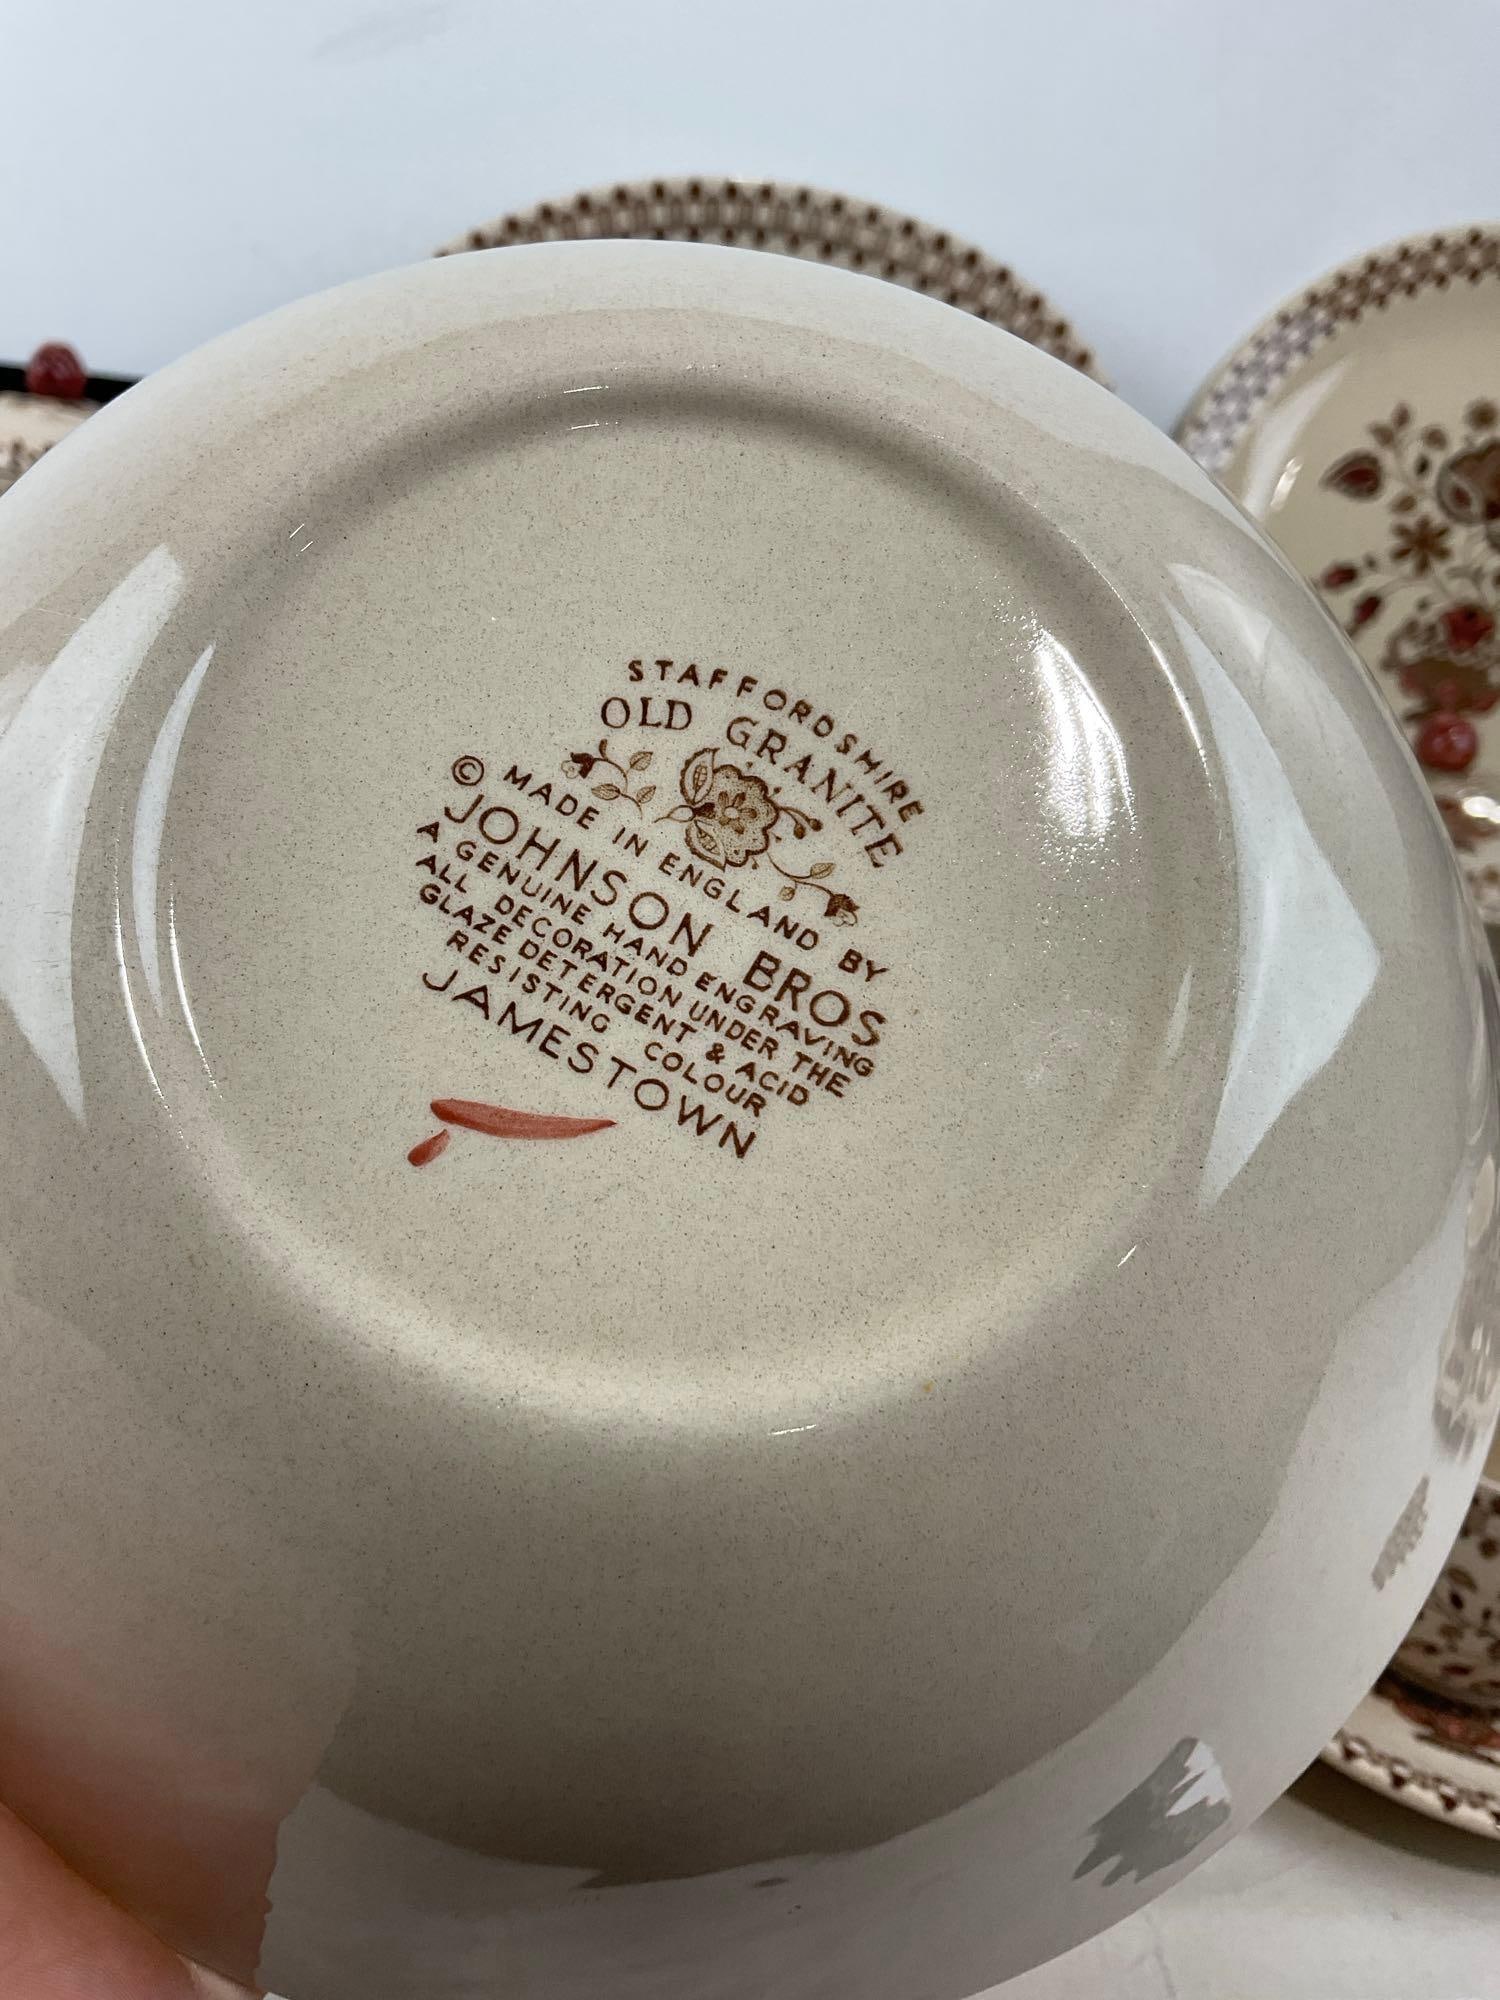 STAFFORDSHIRE
OLD GRANITE
© MADE IN ENGLAND BY
JOHNSON BROS
A GENUINE HAND ENGRAVING
ALL DECORATION UNDER THE
GLAZE DETERGENT & ACID
RESISTING COLOUR
JAMESTOWN